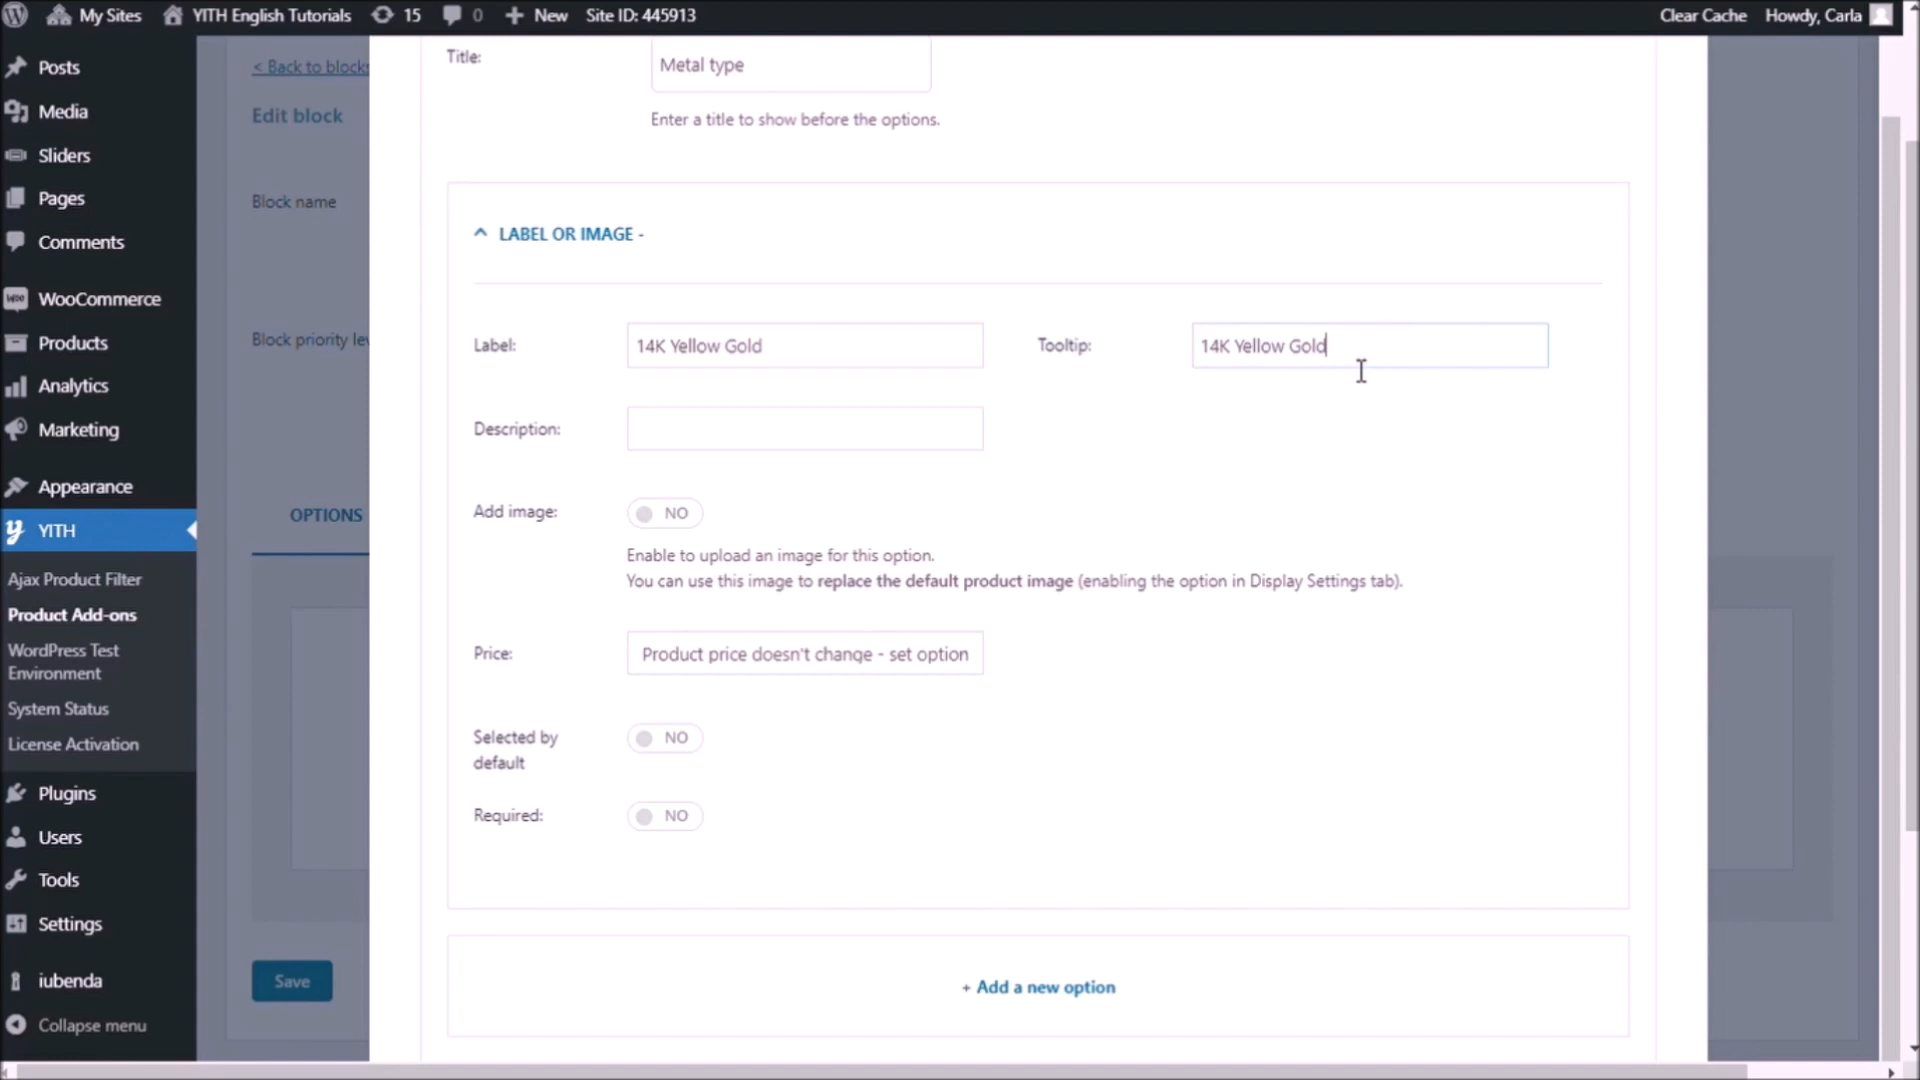 My Sites YITH English Tutorials 15 0 New Site ID: 445913 Clear Cache Howdy, Carla
Posts
Media
Sliders
Pages
Comments
WooCommerce
Products
Analytics
Marketing
Appearance
YITH
Ajax Product Filter
Product Add-ons
WordPress Test
Environment
System Status
License Activation
Plugins
Users
Tools
Settings
iubenda
Collapse menu
< Back to blocks
Edit block
Block name
Block priority lev
OPTIONS
Save
Title: Metal type
Enter a title to show before the options.
LABEL OR IMAGE -
Label: 14K Yellow Gold Tooltip: 14K Yellow Gold
Description:
Add image: NO
Enable to upload an image for this option.
You can use this image to replace the default product image (enabling the option in Display Settings tab).
Price: Product price doesn't change - set option
Selected by
default NO
Required: NO
+ Add a new option